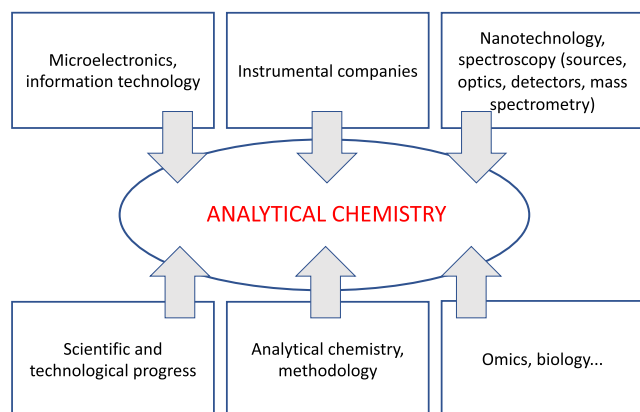 Microelectronics,
information technology
Instrumental companies
Nanotechnology,
spectroscopy (sources,
optics, detectors, mass
spectrometry)
ANALYTICAL CHEMISTRY
Scientific and
technological progress
Analytical chemistry,
methodology
Omics, biology...